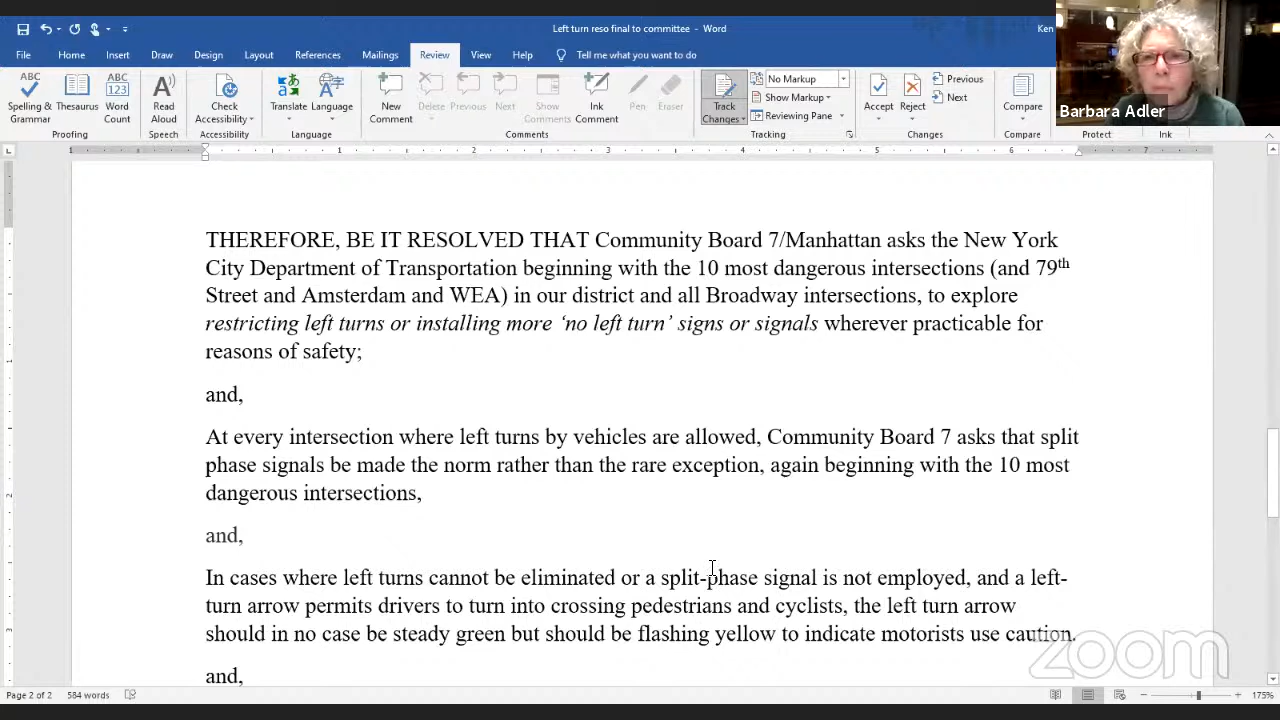 Left turn reso final to committee - Word
Ken
File Home Insert Draw Design Layout References Mailings Review View Help Tell me what you want to do
Spelling & Grammar
Thesaurus
Word Count
Read Aloud
Check Accessibility
Translate
Language
New Comment
Delete
Previous
Next
Show Comments
Ink Comment
Pen
Eraser
Track Changes
No Markup
Show Markup
Reviewing Pane
Accept
Reject
Previous
Next
Compare
Proofing Speech Accessibility Language Comments Tracking Changes Compare Protect Ink
Barbara Adler
1 1 2 3 4 5 6 7
THEREFORE, BE IT RESOLVED THAT Community Board 7/Manhattan asks the New York
City Department of Transportation beginning with the 10 most dangerous intersections (and 79th
Street and Amsterdam and WEA) in our district and all Broadway intersections, to explore
restricting left turns or installing more ‘no left turn’ signs or signals wherever practicable for
reasons of safety;
and,
At every intersection where left turns by vehicles are allowed, Community Board 7 asks that split
phase signals be made the norm rather than the rare exception, again beginning with the 10 most
dangerous intersections,
and,
In cases where left turns cannot be eliminated or a split-phase signal is not employed, and a left-
turn arrow permits drivers to turn into crossing pedestrians and cyclists, the left turn arrow
should in no case be steady green but should be flashing yellow to indicate motorists use caution.
and,
zoom
Page 2 of 2 584 words
175%